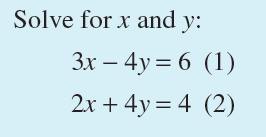 Solve for x and y:
3x – 4y = 6 (1)
2x + 4y = 4 (2)